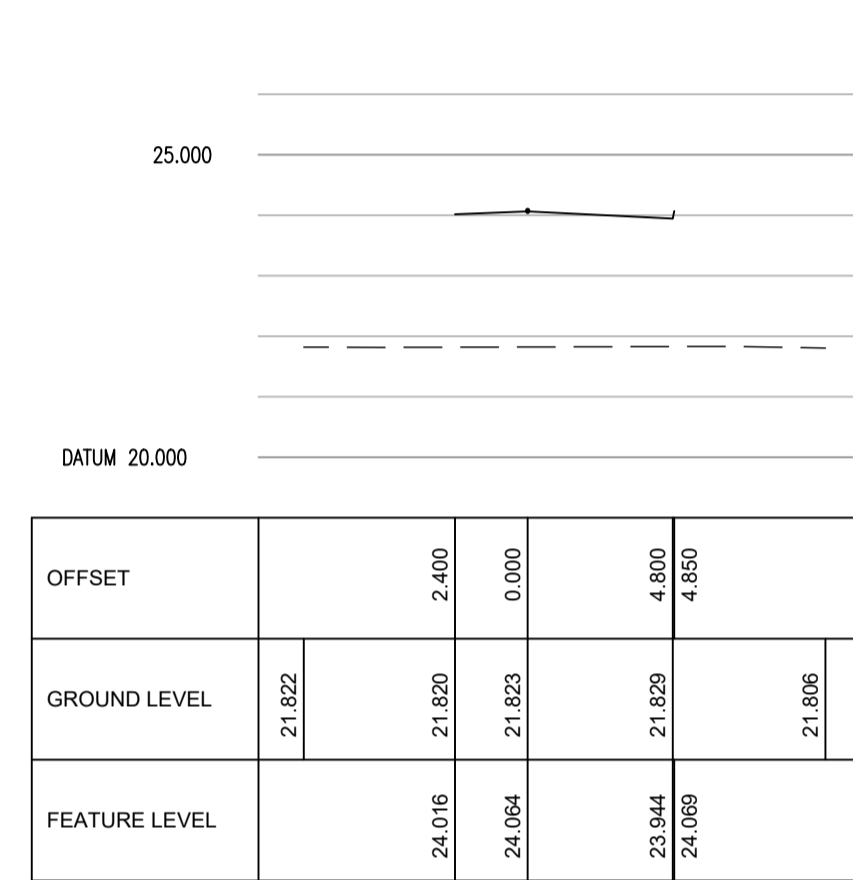 25.000
DATUM 20.000
OFFSET 2.400 0.000 4.800 4.850
GROUND LEVEL 21.822 21.820 21.823 21.829 21.806
FEATURE LEVEL 24.016 24.064 23.944 24.069